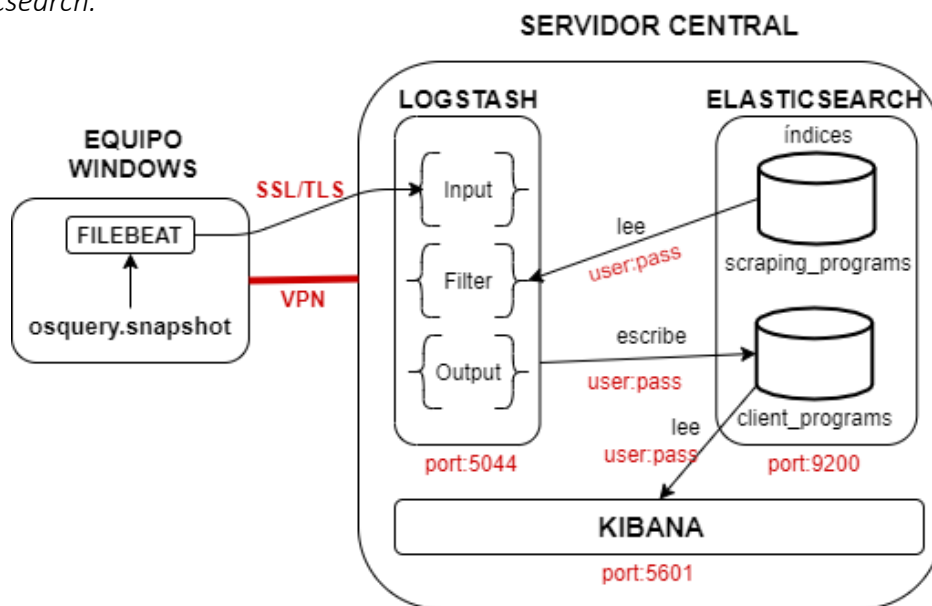 csearch.
SERVIDOR CENTRAL
LOGSTASH
ELASTICSEARCH
EQUIPO
WINDOWS
índices
SSL/TLS
Input
FILEBEAT
lee
user:pass
scraping_programs
Filter
VPN
osquery.snapshot
escribe
Output
user:pass
client_programs
lee
user:pass
port:5044
port:9200
KIBANA
port:5601